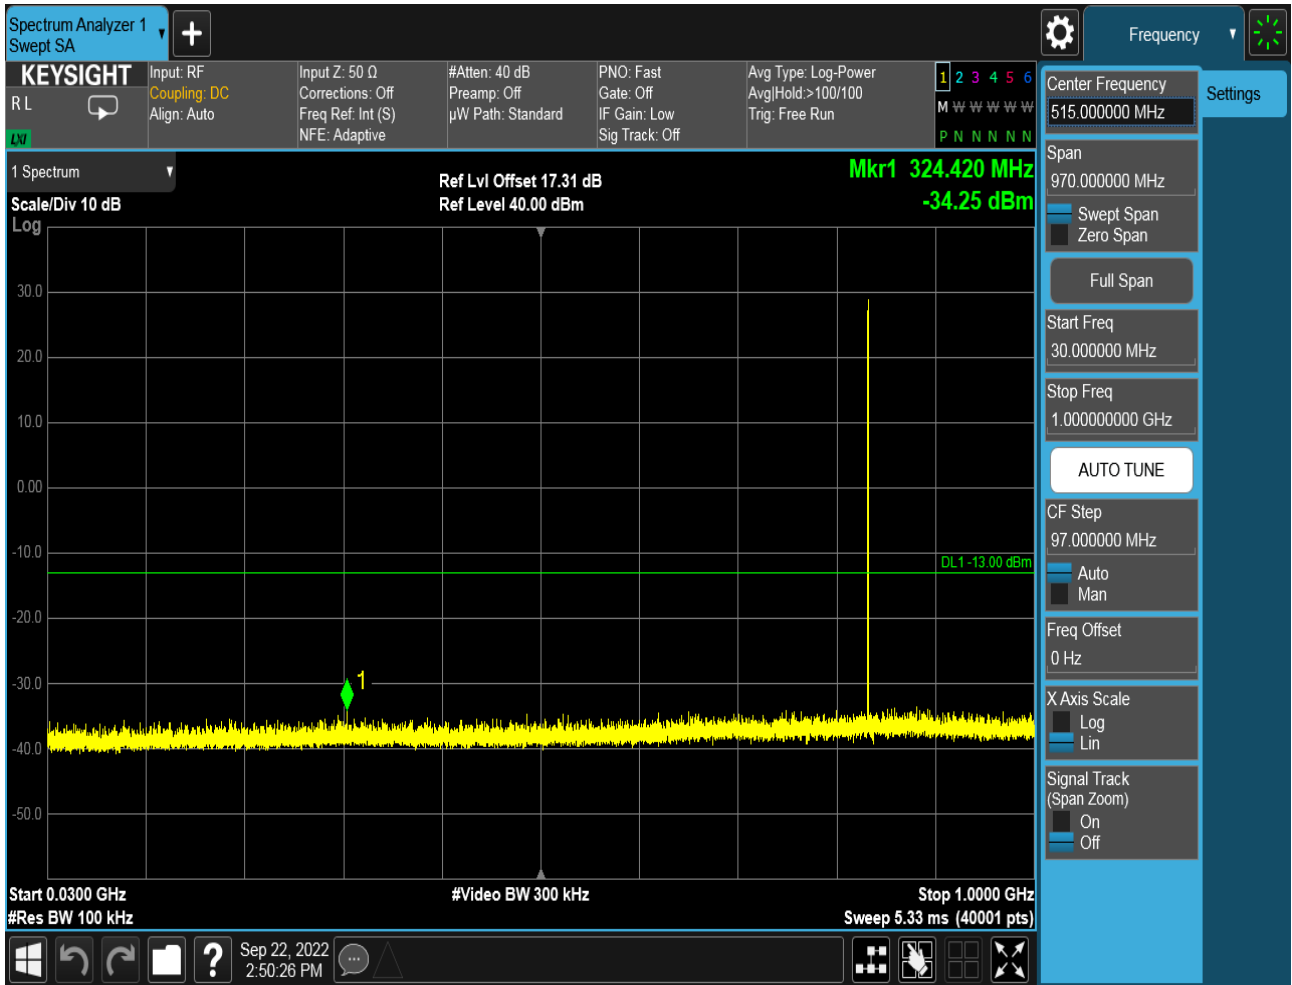 Spectrum Analyzer 1
Swept SA
Frequency
KEYSIGHT
R L
LXI
Input: RF
Coupling: DC
Align: Auto
Input Z: 50 Ω
Corrections: Off
Freq Ref: Int (S)
NFE: Adaptive
#Atten: 40 dB
Preamp: Off
µW Path: Standard
PNO: Fast
Gate: Off
IF Gain: Low
Sig Track: Off
Avg Type: Log-Power
Avg|Hold:>100/100
Trig: Free Run
1 2 3 4 5 6
M W W W W W
P N N N N N
1 Spectrum
Scale/Div 10 dB
Log
Ref Lvl Offset 17.31 dB
Ref Level 40.00 dBm
Mkr1 324.420 MHz
-34.25 dBm
30.0
20.0
10.0
0.00
-10.0
-20.0
-30.0
-40.0
-50.0
DL1 -13.00 dBm
1
Start 0.0300 GHz
#Res BW 100 kHz
#Video BW 300 kHz
Stop 1.0000 GHz
Sweep 5.33 ms (40001 pts)
Center Frequency
515.000000 MHz
Settings
Span
970.000000 MHz
Swept Span
Zero Span
Full Span
Start Freq
30.000000 MHz
Stop Freq
1.000000000 GHz
AUTO TUNE
CF Step
97.000000 MHz
Auto
Man
Freq Offset
0 Hz
X Axis Scale
Log
Lin
Signal Track
(Span Zoom)
On
Off
?
Sep 22, 2022
2:50:26 PM